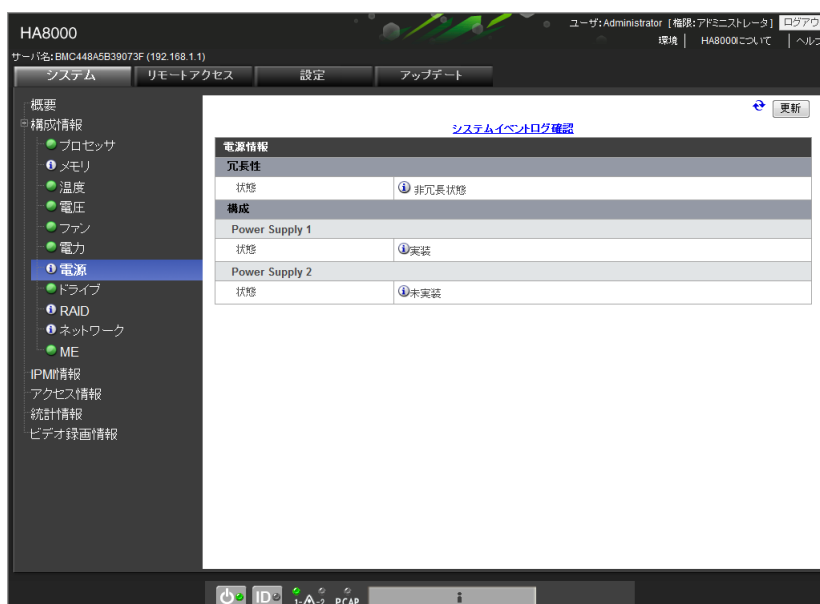 HA8000
ユーザ:Administrator [権限:アドミニストレータ] ログアウ
環境 | HA8000について | ヘル
サーバ名:BMC448A5B39073F (192.168.1.1)
システム リモートアクセス 設定 アップデート
概要
構成情報
プロセッサ
メモリ
温度
電圧
ファン
電力
電源
ドライブ
RAID
ネットワーク
ME
IPMI情報
アクセス情報
統計情報
ビデオ録画情報
更新
システムイベントログ確認
電源情報
冗長性
状態 非冗長状態
構成
Power Supply 1
状態 実装
Power Supply 2
状態 未実装
ID 1 2 PCAP